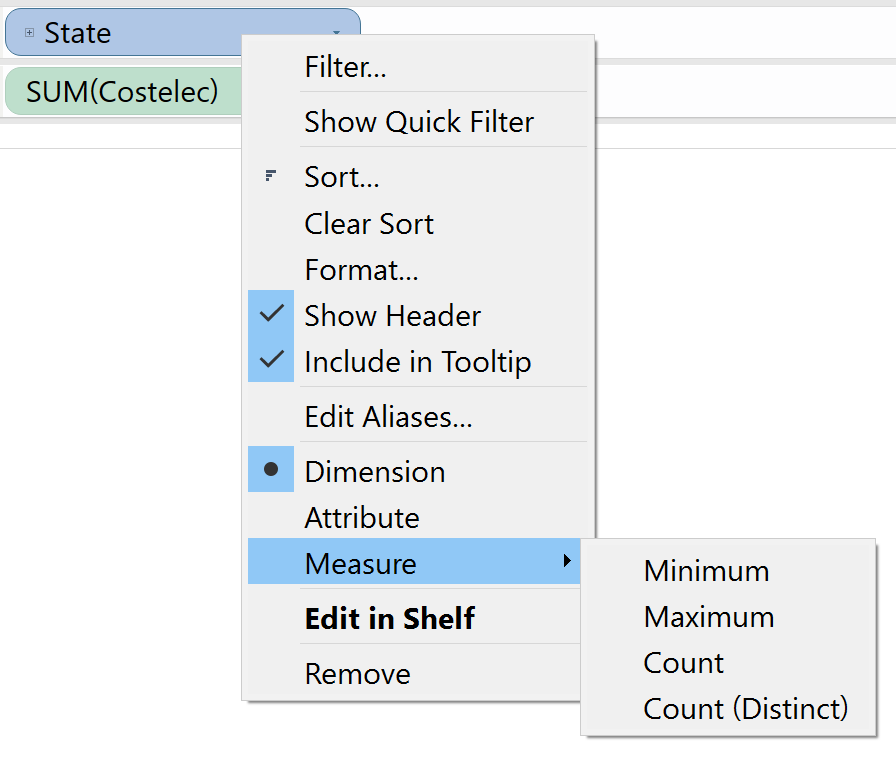 State
SUM(Costelec)
Filter...
Show Quick Filter
Sort...
Clear Sort
Format...
Show Header
Include in Tooltip
Edit Aliases...
Dimension
Attribute
Measure
Edit in Shelf
Remove
Minimum
Maximum
Count
Count (Distinct)